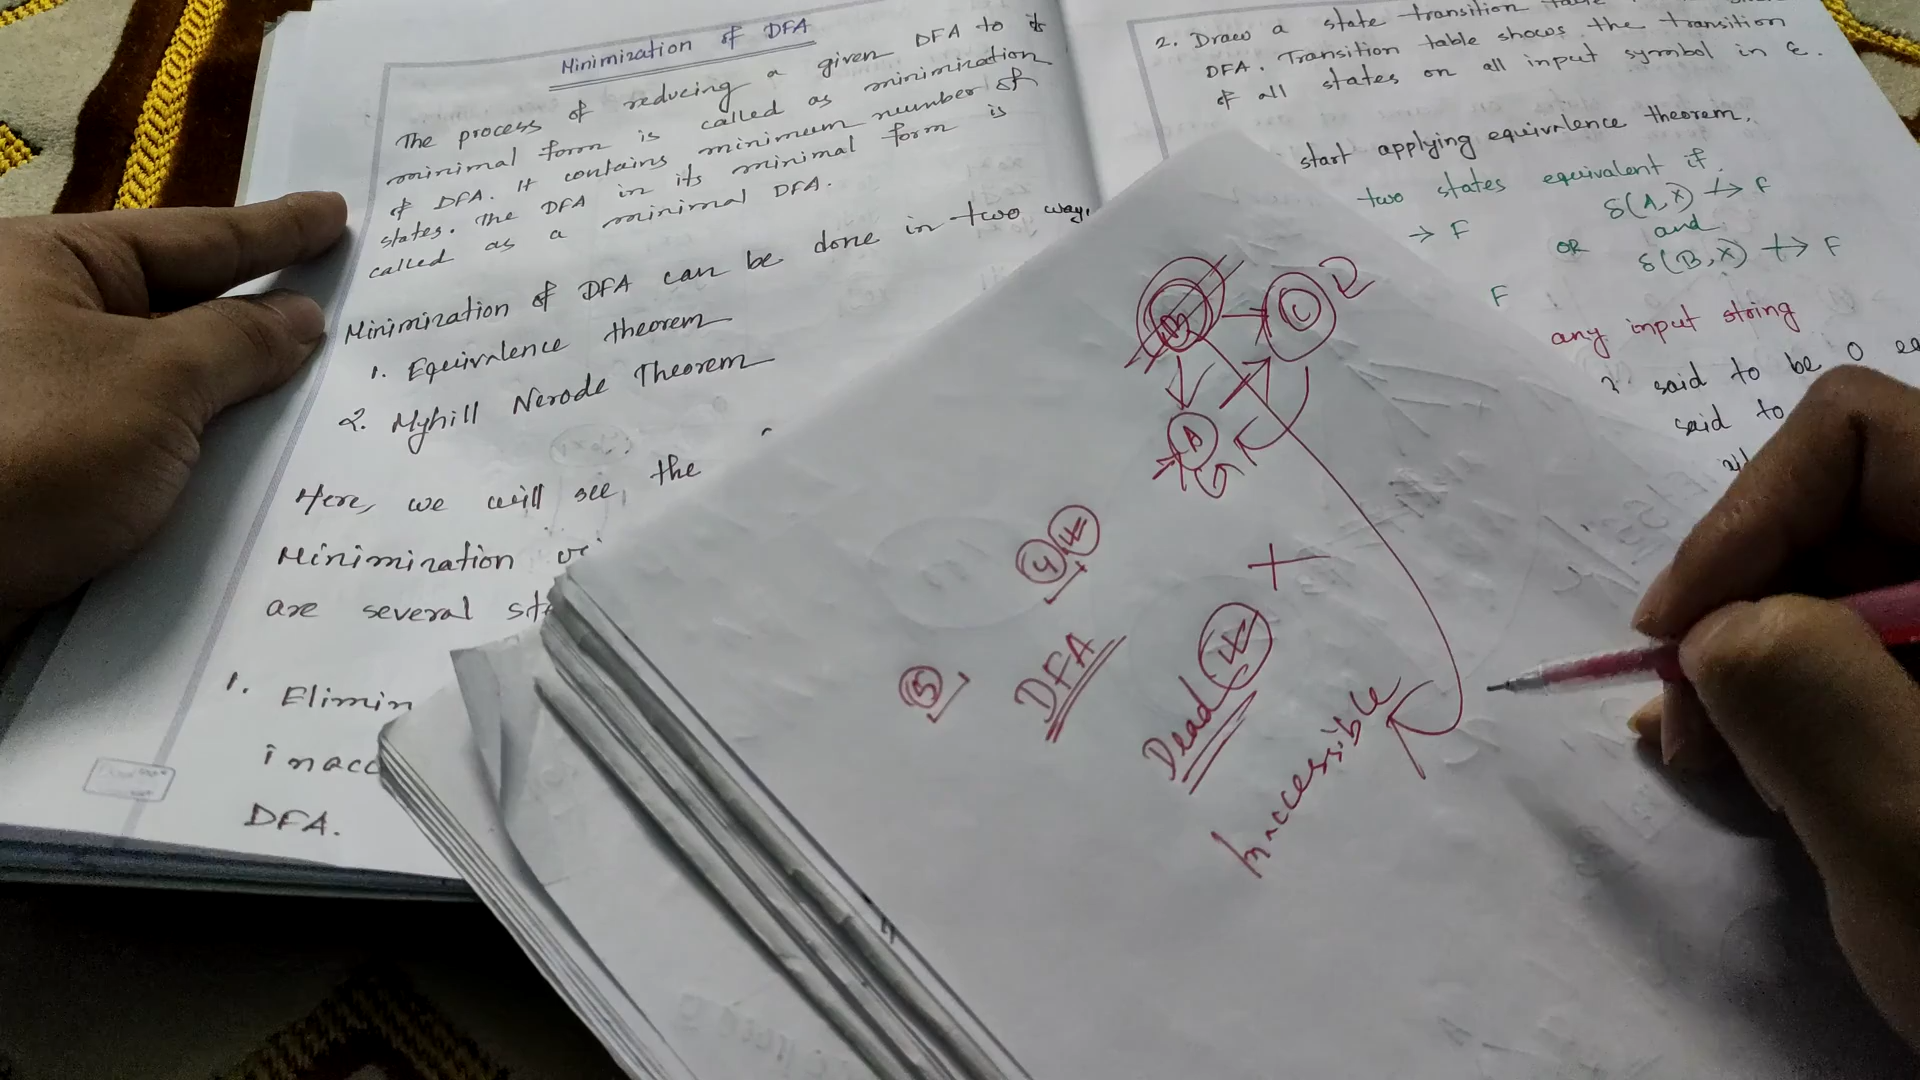 Minimization of DFA
The process of reducing a given DFA to its
minimal form is called as minimization
of DFA. It contains minimum number of
states. The DFA in its minimal form is
called as a minimal DFA.
Minimization of DFA can be done in two way.
1. Equivalence theorem
2. Myhill Nerode Theorem
Here, we will see the
Minimization
are several
1. Elimin
inacc
DFA.
2. Draw a state transition table
DFA. Transition table shows the transition
of all states on all input symbol in Ɛ.
start applying equivalence theorem.
two states equivalent if
→ F OR δ(A,X) ↛ F
and
δ(B,X) ↛ F
F
any input string
said to be 0
said to
B C
A
4
5
DFA
Dead
Inaccessible